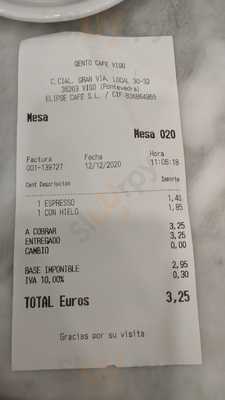 QENTO CAFE VIGO
C.CIAL. GRAN VIA. LOCAL 30-32
36203 VIGO (Pontevedra)
ELIPSE CAFE S.L. / CIF:
Mesa
Mesa 020
Factura Fecha Hora
001-139727 12/12/2020 11:06:18
Cant Descripcion Importe
1 ESPRESSO 1,40
1 CON HIELO 1,85
A COBRAR 3,25
ENTREGADO 3,25
CAMBIO 0,00
BASE IMPONIBLE 2,95
IVA 10,00% 0,30
TOTAL Euros 3,25
Gracias por su visita